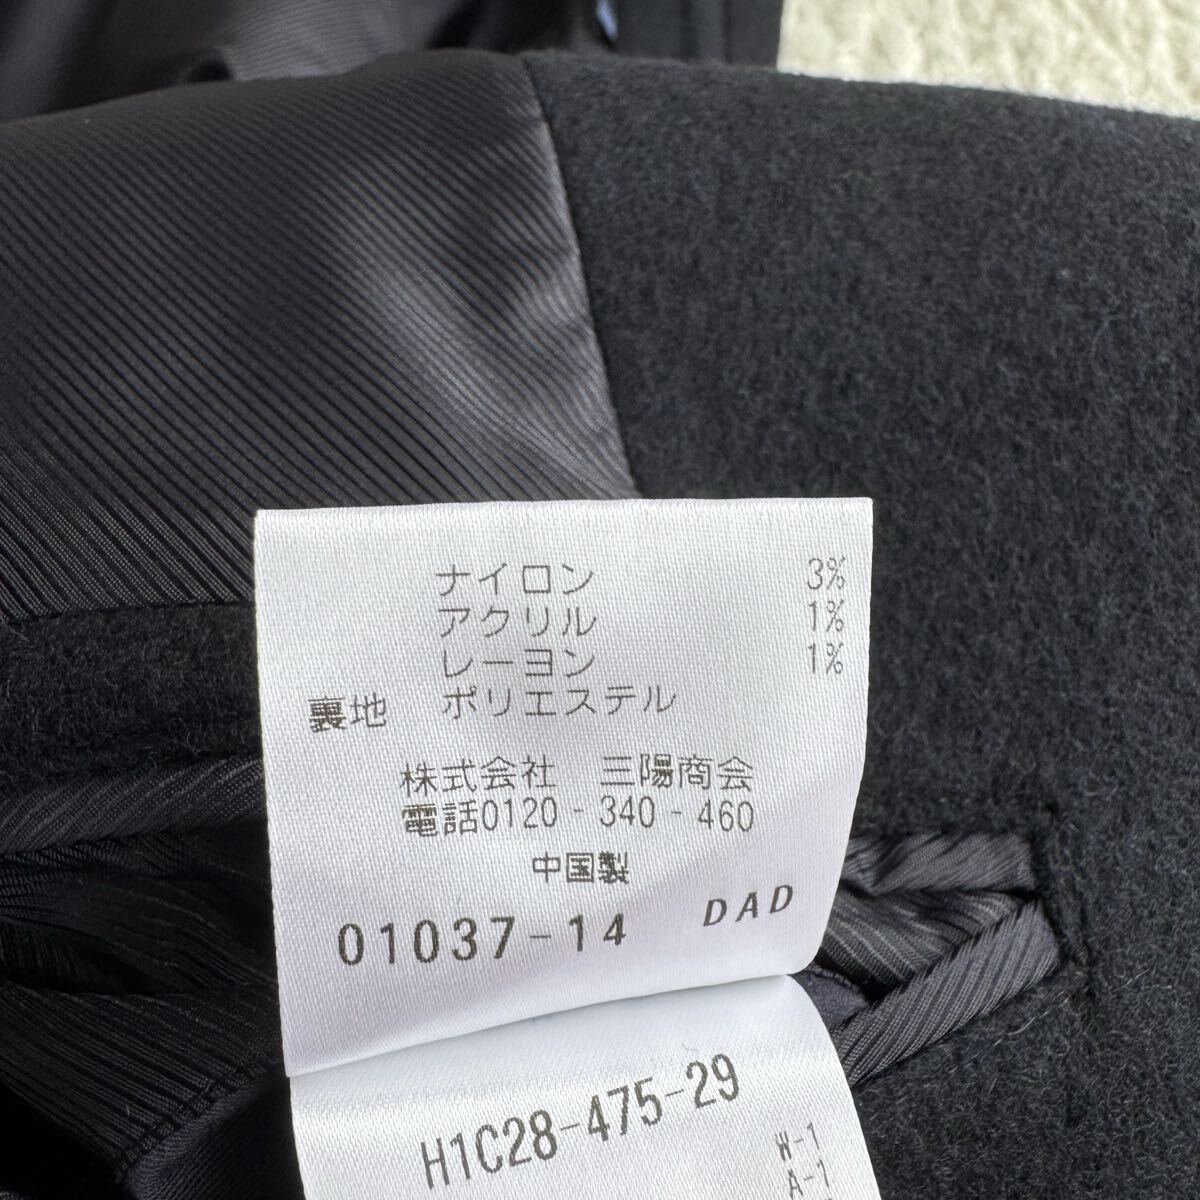 ナイロン 3%
アクリル 1%
レーヨン 1%
裏地 ポリエステル
株式会社 三陽商会
電話0120-340-460
中国製
01037-14 DAD
H1C28-475-29
W-1
A-1